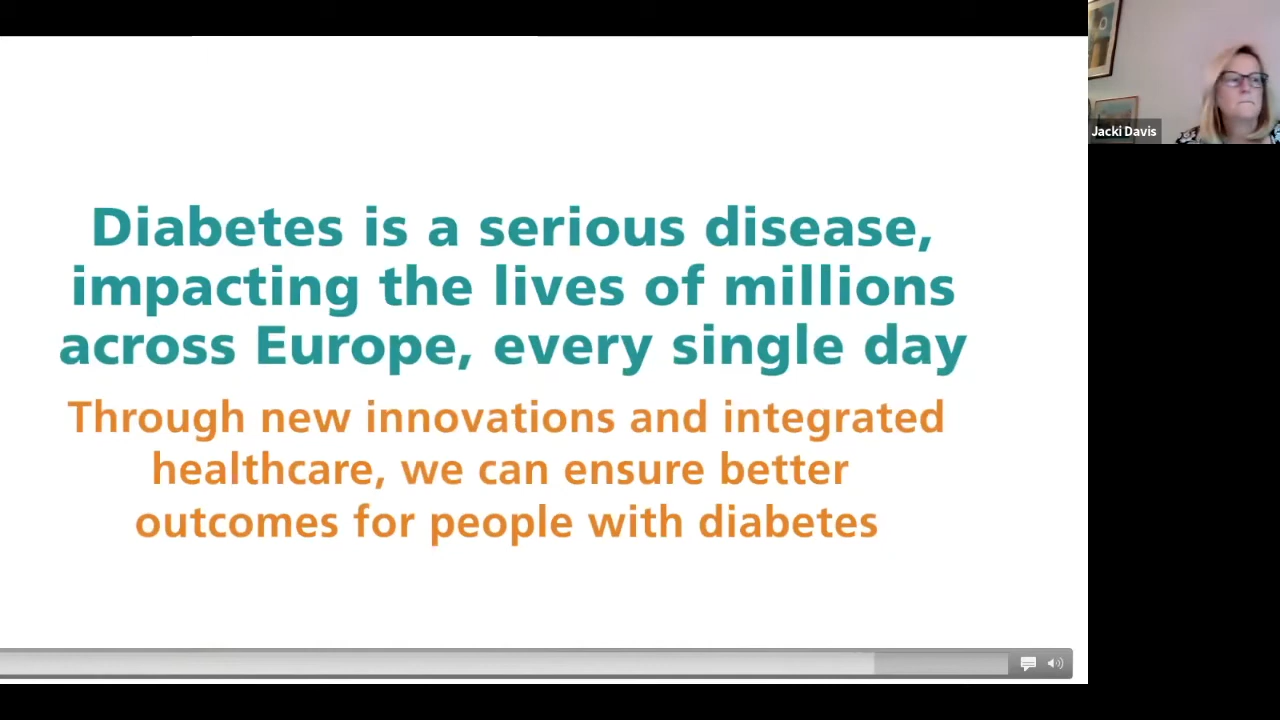 Diabetes is a serious disease,
impacting the lives of millions
across Europe, every single day
Through new innovations and integrated
healthcare, we can ensure better
outcomes for people with diabetes
Jacki Davis